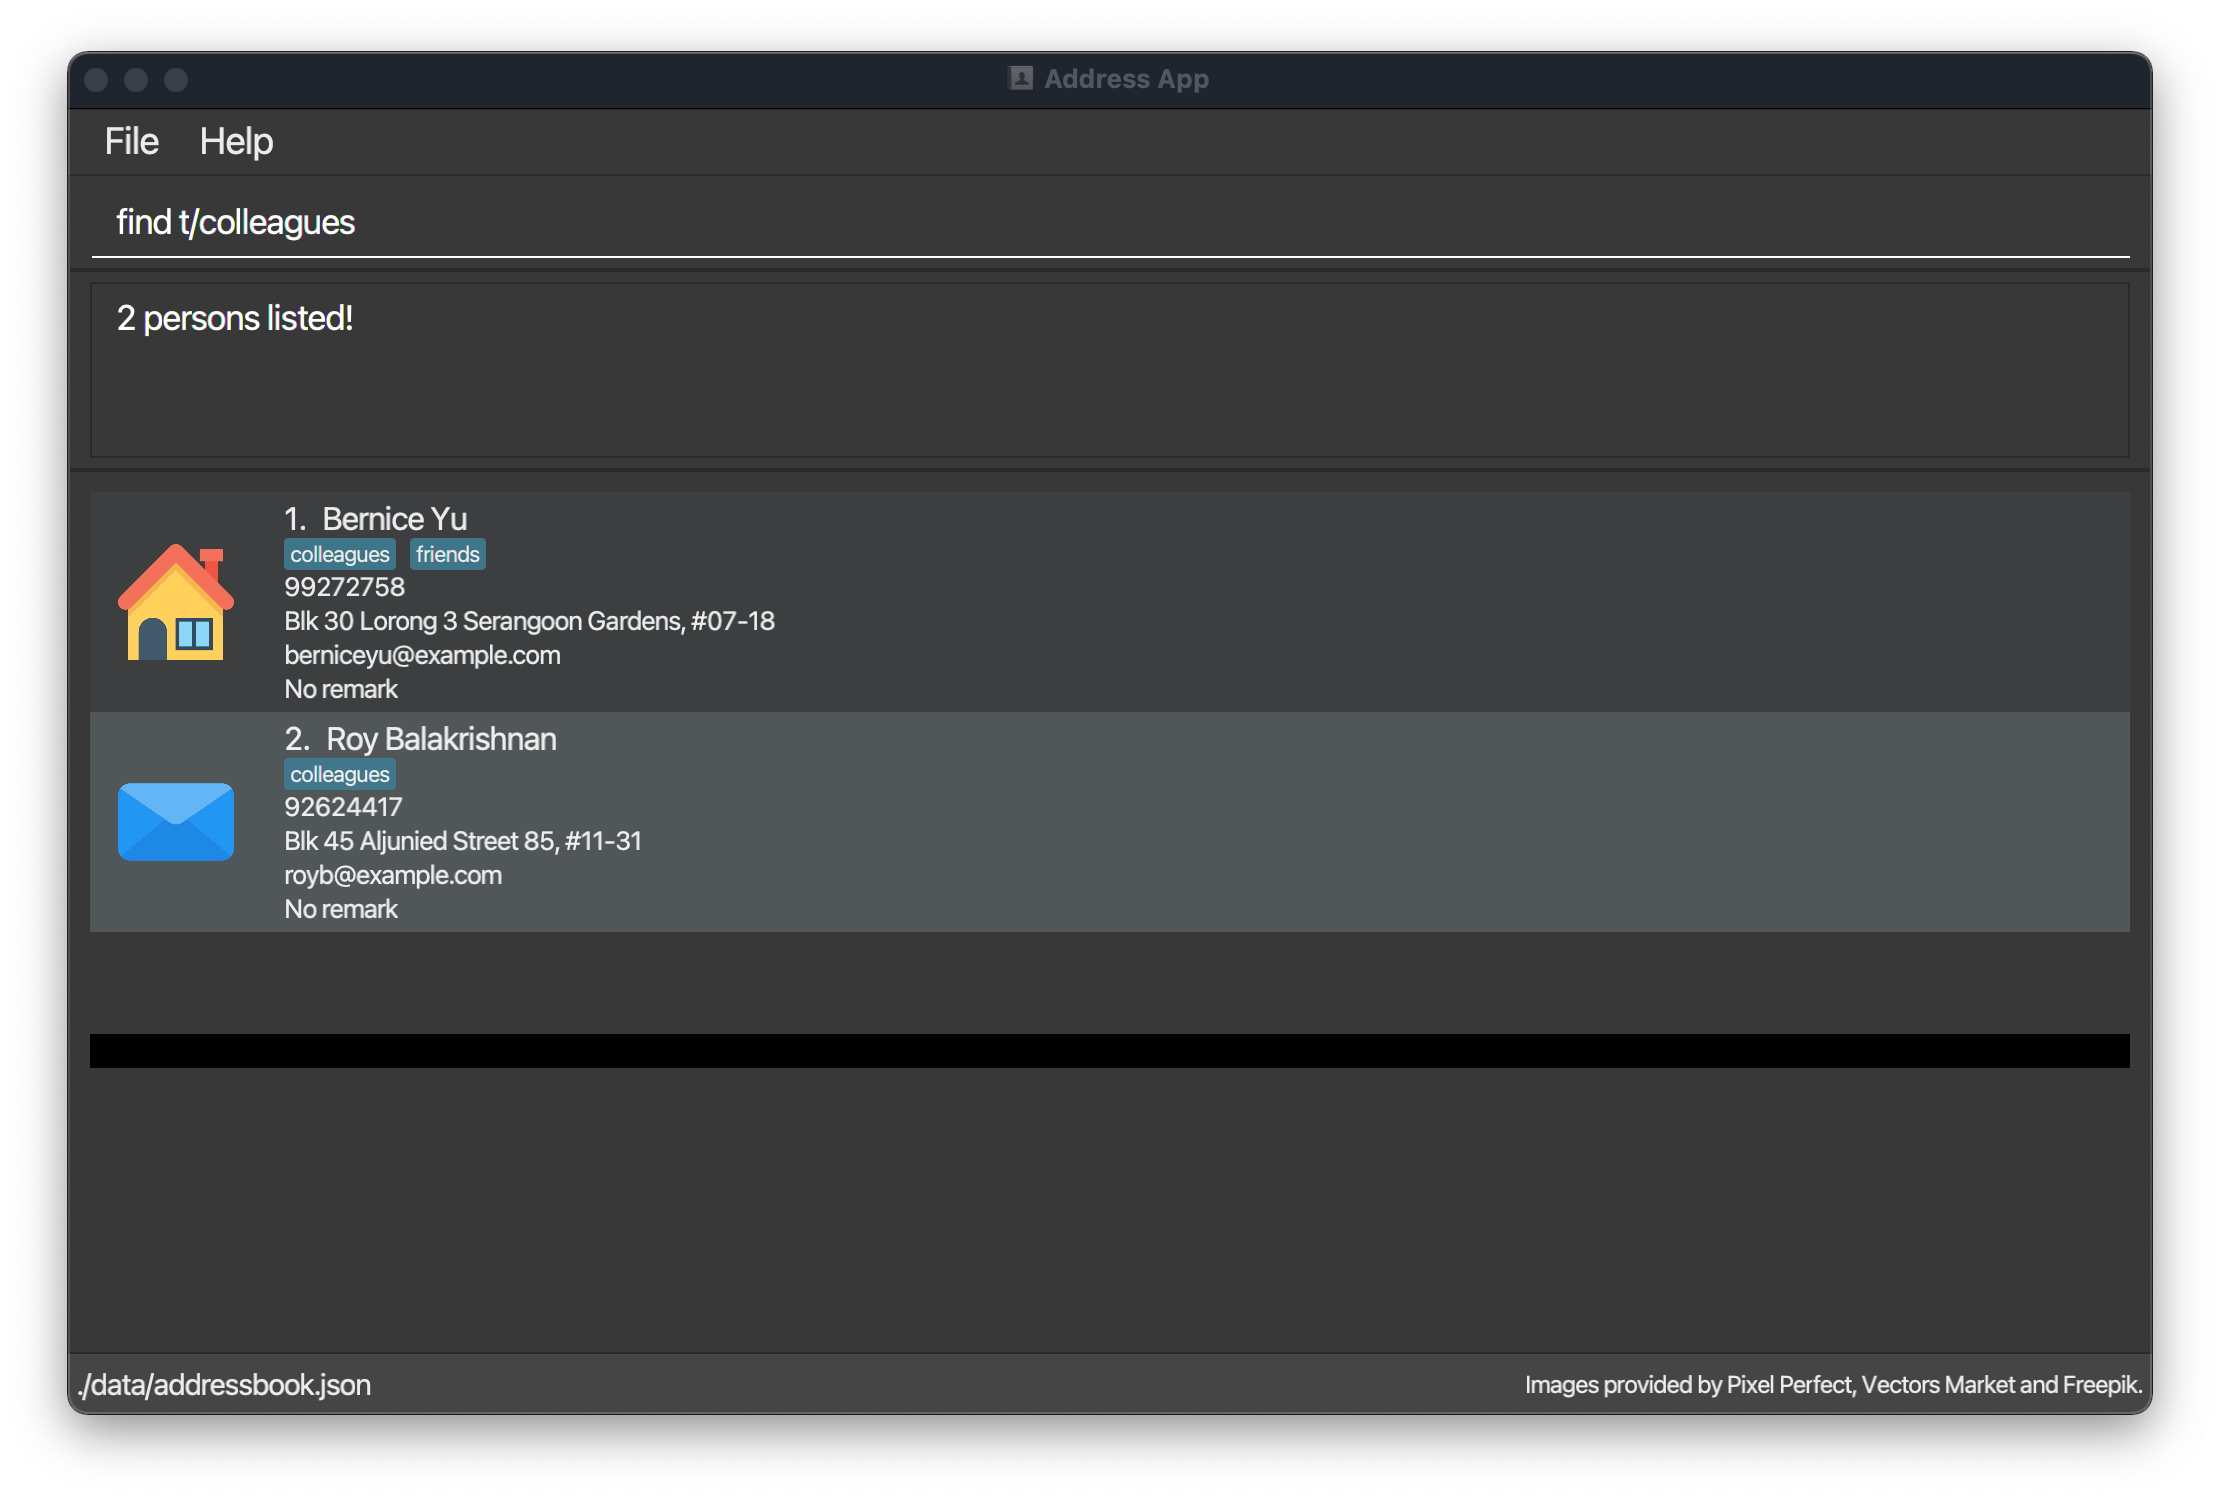 Address App
File Help
find t/colleagues
2 persons listed!
1. Bernice Yu
colleagues friends
99272758
Blk 30 Lorong 3 Serangoon Gardens, #07-18
berniceyu@example.com
No remark
2. Roy Balakrishnan
colleagues
92624417
Blk 45 Aljunied Street 85, #11-31
royb@example.com
No remark
./data/addressbook.json
Images provided by Pixel Perfect, Vectors Market and Freepik.